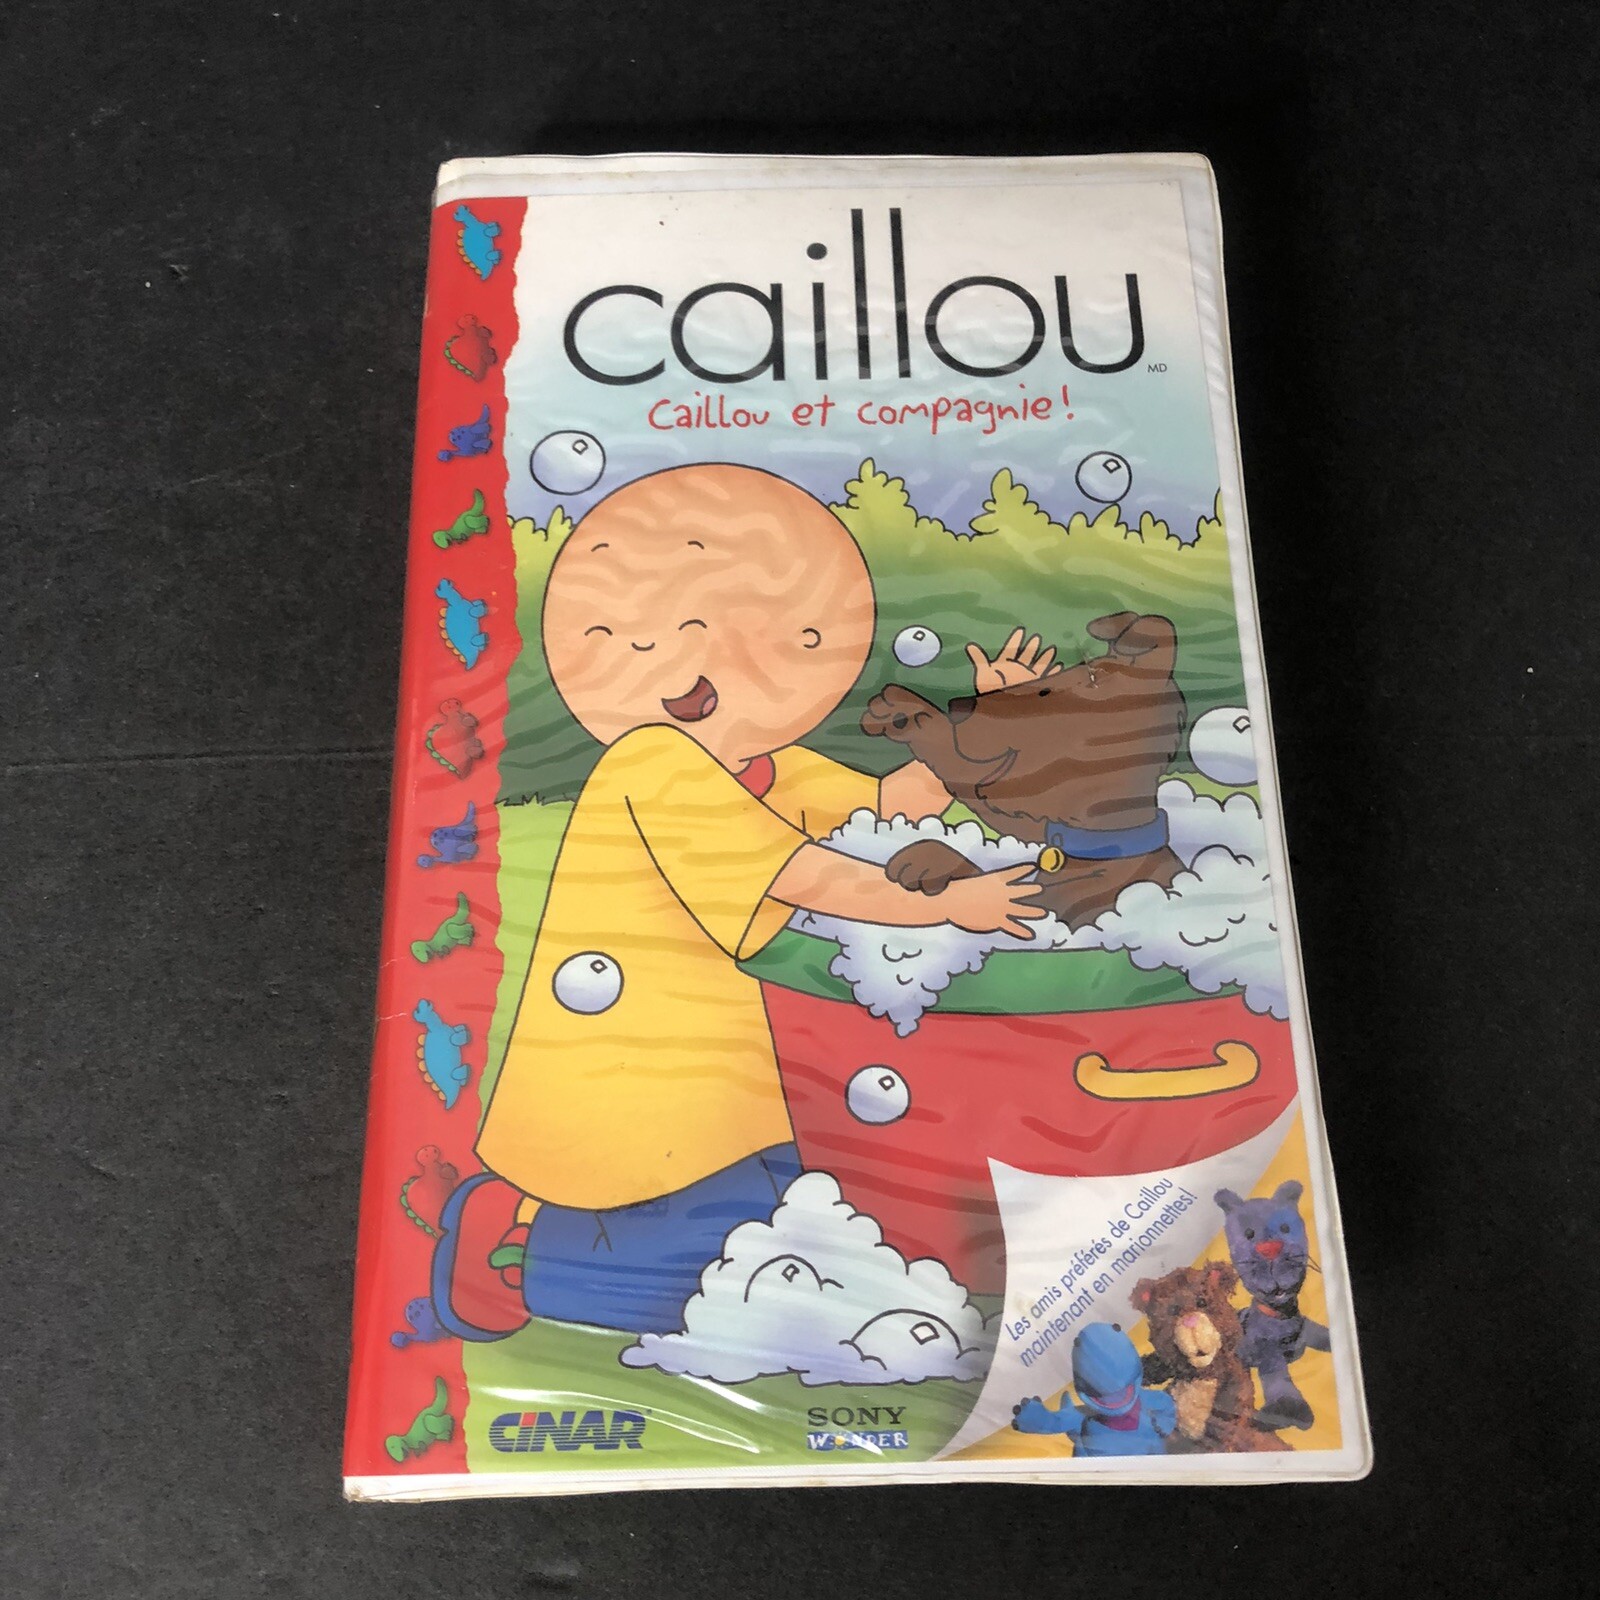 caillou
MD
Caillou et compagnie!
Les amis préférés de Caillou
maintenant en marionnettes!
CINAR
SONY
WONDER